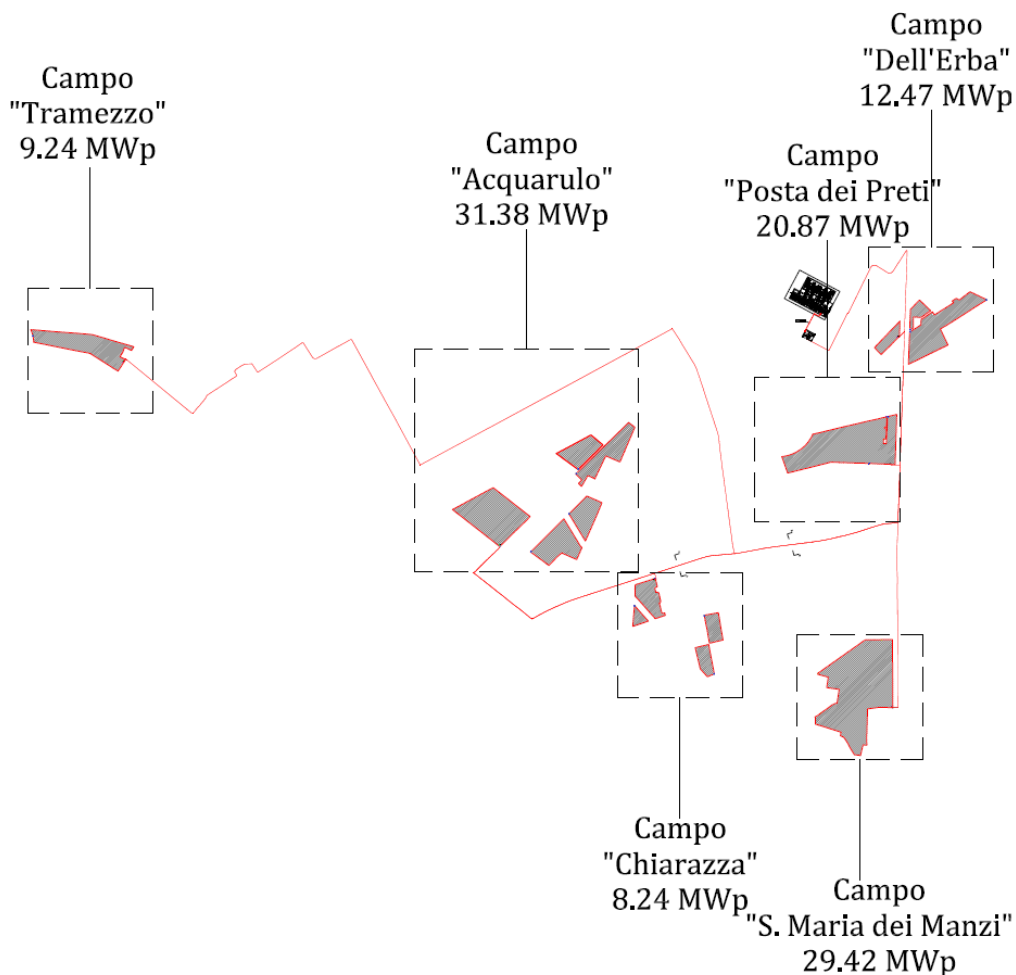 Campo
"Dell'Erba"
12.47 MWp
Campo
"Tramezzo"
9.24 MWp
Campo
"Acquarulo"
31.38 MWp
Campo
"Posta dei Preti"
20.87 MWp
Campo
"Chiarazza"
8.24 MWp
Campo
"S. Maria dei Manzi"
29.42 MWp